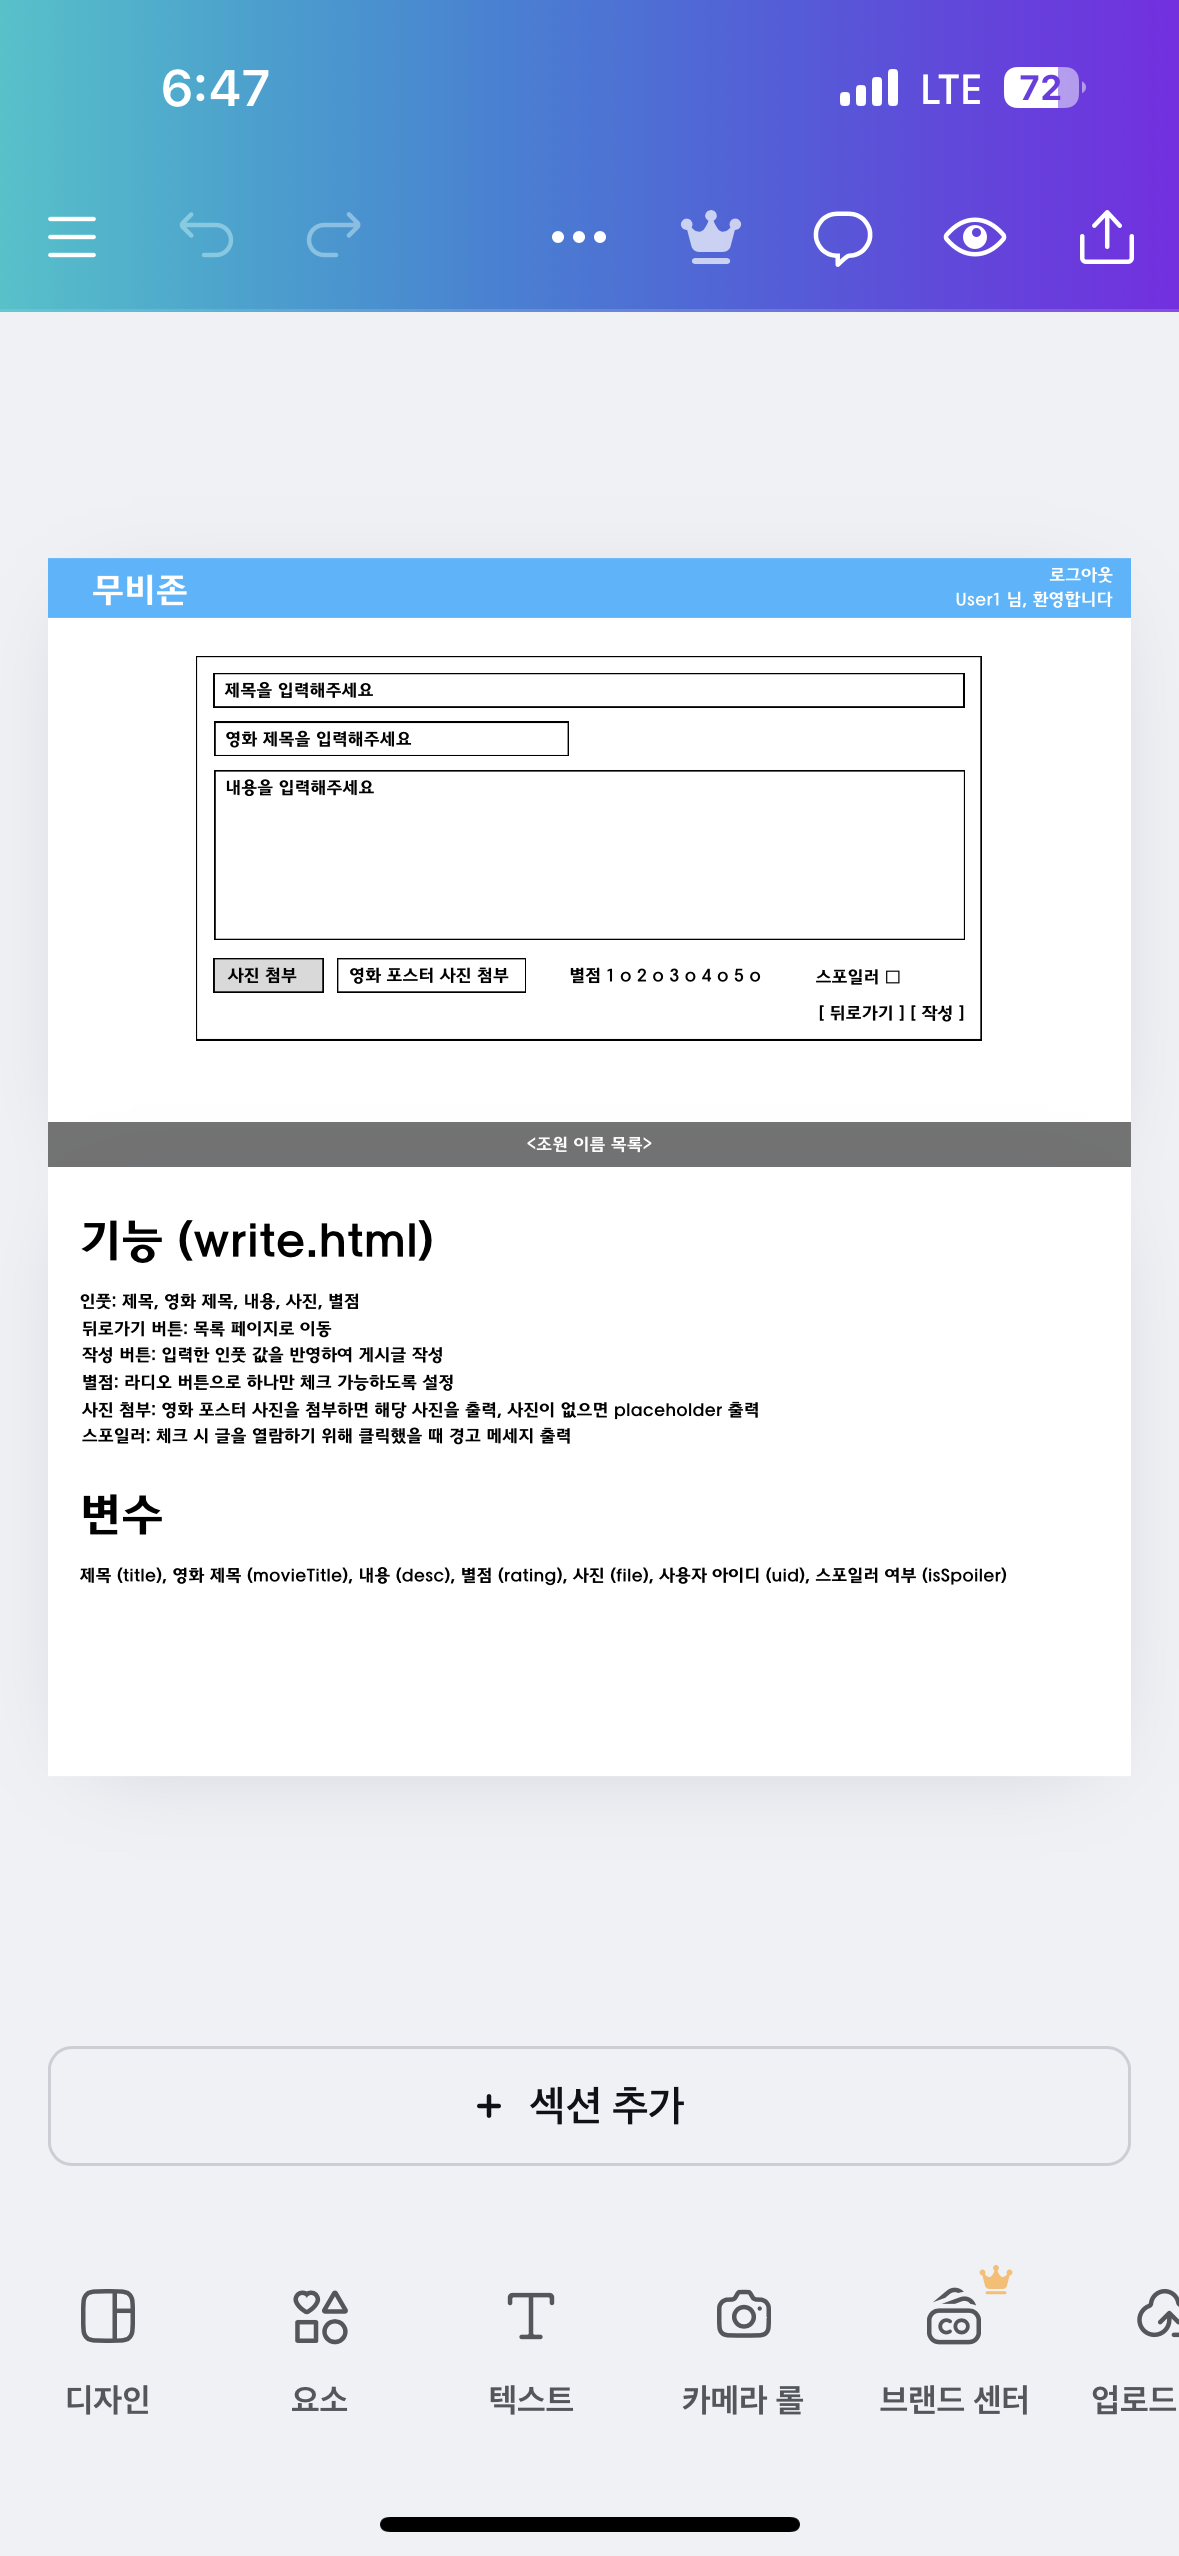 6:47
LTE 72
무비존
로그아웃
User1 님, 환영합니다
제목을 입력해주세요
영화 제목을 입력해주세요
내용을 입력해주세요
사진 첨부
영화 포스터 사진 첨부
별점 1 o 2 o 3 o 4 o 5 o
스포일러 □
[ 뒤로가기 ] [ 작성 ]
<조원 이름 목록>
기능 (write.html)
인풋: 제목, 영화 제목, 내용, 사진, 별점
뒤로가기 버튼: 목록 페이지로 이동
작성 버튼: 입력한 인풋 값을 반영하여 게시글 작성
별점: 라디오 버튼으로 하나만 체크 가능하도록 설정
사진 첨부: 영화 포스터 사진을 첨부하면 해당 사진을 출력, 사진이 없으면 placeholder 출력
스포일러: 체크 시 글을 열람하기 위해 클릭했을 때 경고 메세지 출력
변수
제목 (title), 영화 제목 (movieTitle), 내용 (desc), 별점 (rating), 사진 (file), 사용자 아이디 (uid), 스포일러 여부 (isSpoiler)
+ 섹션 추가
CO
디자인 요소 텍스트 카메라 롤 브랜드 센터 업로드